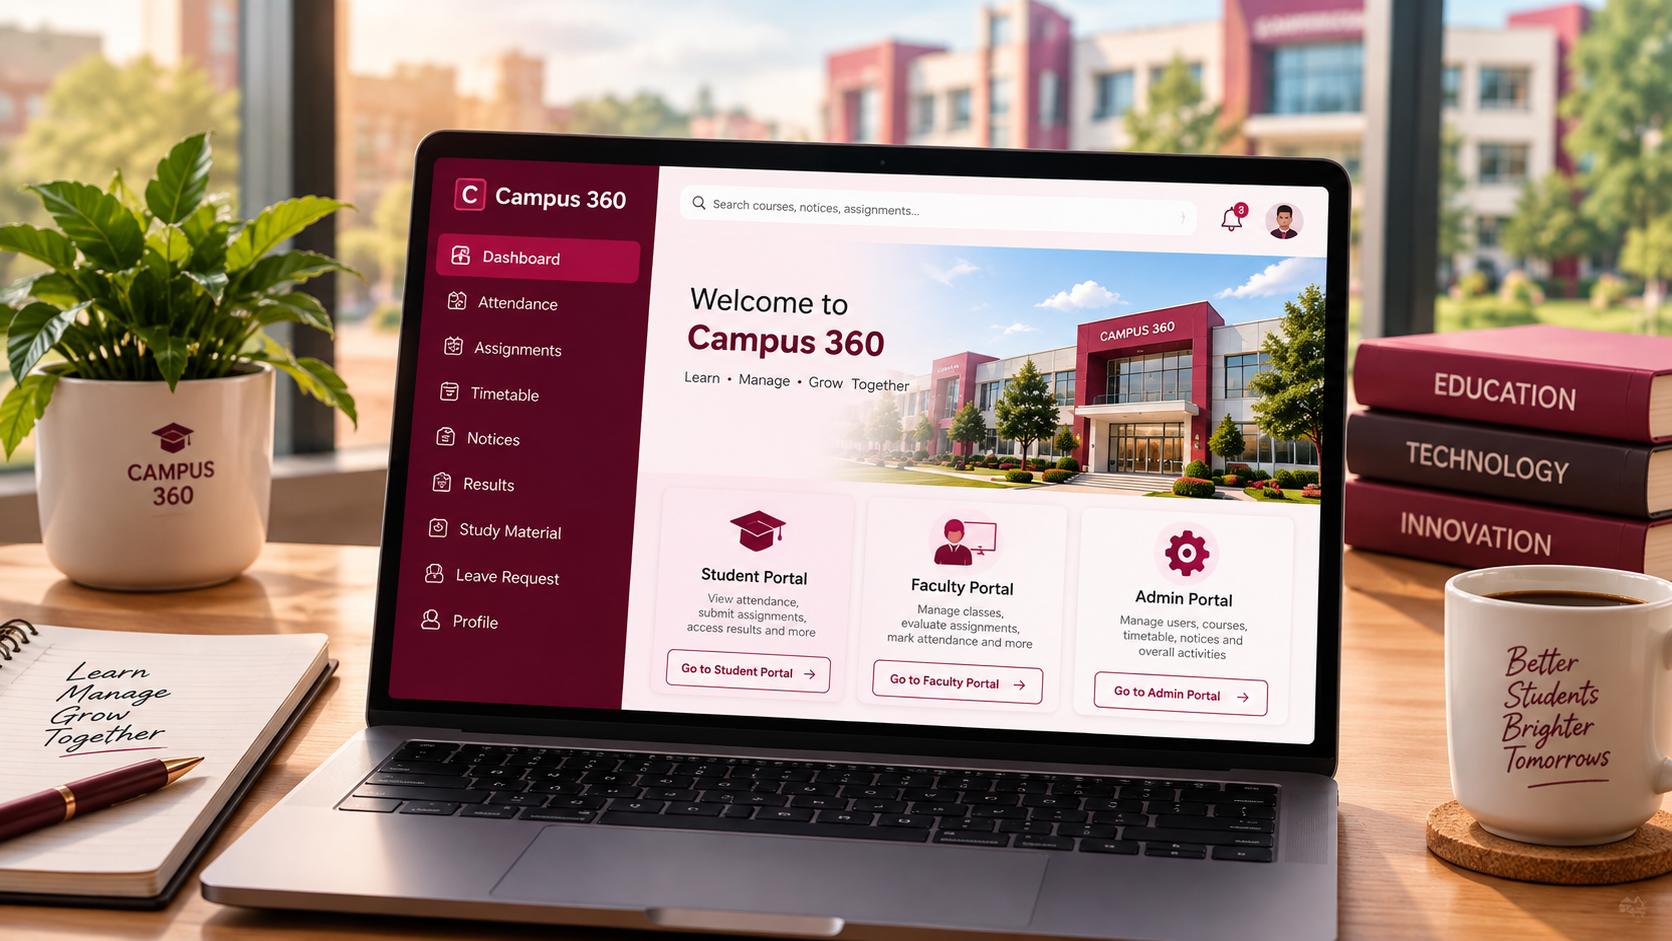 C Campus 360
Dashboard
Attendance
Assignments
Timetable
Notices
Results
Study Material
Leave Request
Profile
Search courses, notices, assignments...
3
Welcome to
Campus 360
Learn • Manage • Grow Together
CAMPUS 360
Student Portal
View attendance,
submit assignments,
access results and more
Go to Student Portal →
Faculty Portal
Manage classes,
evaluate assignments,
mark attendance and more
Go to Faculty Portal →
Admin Portal
Manage users, courses,
timetable, notices and
overall activities
Go to Admin Portal →
CAMPUS
360
Learn
Manage
Grow
Together
EDUCATION
TECHNOLOGY
INNOVATION
Better
Students
Brighter
Tomorrows